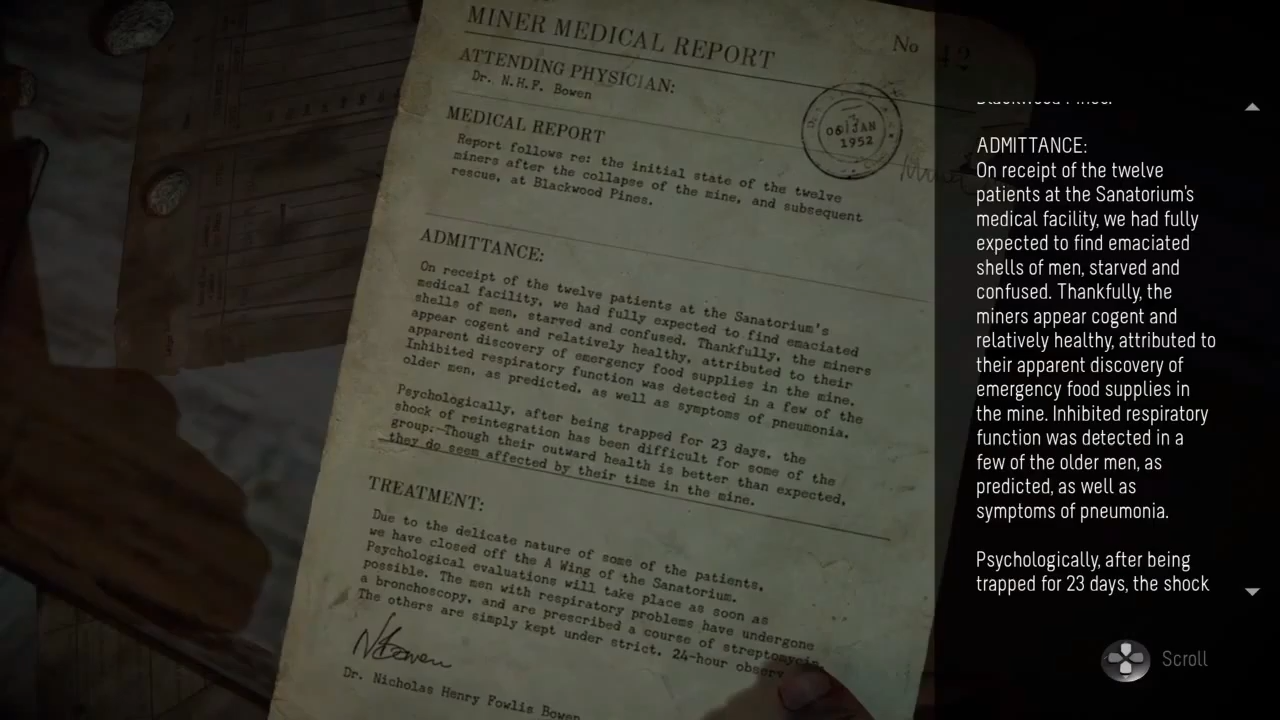 MINER MEDICAL REPORT
No 42
ATTENDING PHYSICIAN:
Dr. N.H.F. Bowen
06 JAN
1952
MEDICAL REPORT
Report follows re: the initial state of the twelve
miners after the collapse of the mine, and subsequent
rescue, at Blackwood Pines.
ADMITTANCE:
On receipt of the twelve patients at the Sanatorium's
medical facility, we had fully expected to find emaciated
shells of men, starved and confused. Thankfully, the miners
appear cogent and relatively healthy, attributed to their
apparent discovery of emergency food supplies in the mine.
Inhibited respiratory function was detected in a few of the
older men, as predicted, as well as symptoms of pneumonia.
Psychologically, after being trapped for 23 days, the
shock of reintegration has been difficult for some of the
group. Though their outward health is better than expected,
they do seem affected by their time in the mine.
TREATMENT:
Due to the delicate nature of some of the patients,
we have closed off the A Wing of the Sanatorium.
Psychological evaluations will take place as soon as
possible. The men with respiratory problems have undergone
a bronchoscopy, and are prescribed a course of streptomycin.
The others are simply kept under strict, 24-hour observ
NBowen
Dr. Nicholas Henry Fowlis Bowen
Blackwood Pines.
ADMITTANCE:
On receipt of the twelve
patients at the Sanatorium's
medical facility, we had fully
expected to find emaciated
shells of men, starved and
confused. Thankfully, the
miners appear cogent and
relatively healthy, attributed to
their apparent discovery of
emergency food supplies in
the mine. Inhibited respiratory
function was detected in a
few of the older men, as
predicted, as well as
symptoms of pneumonia.
Psychologically, after being
trapped for 23 days, the shock
Scroll